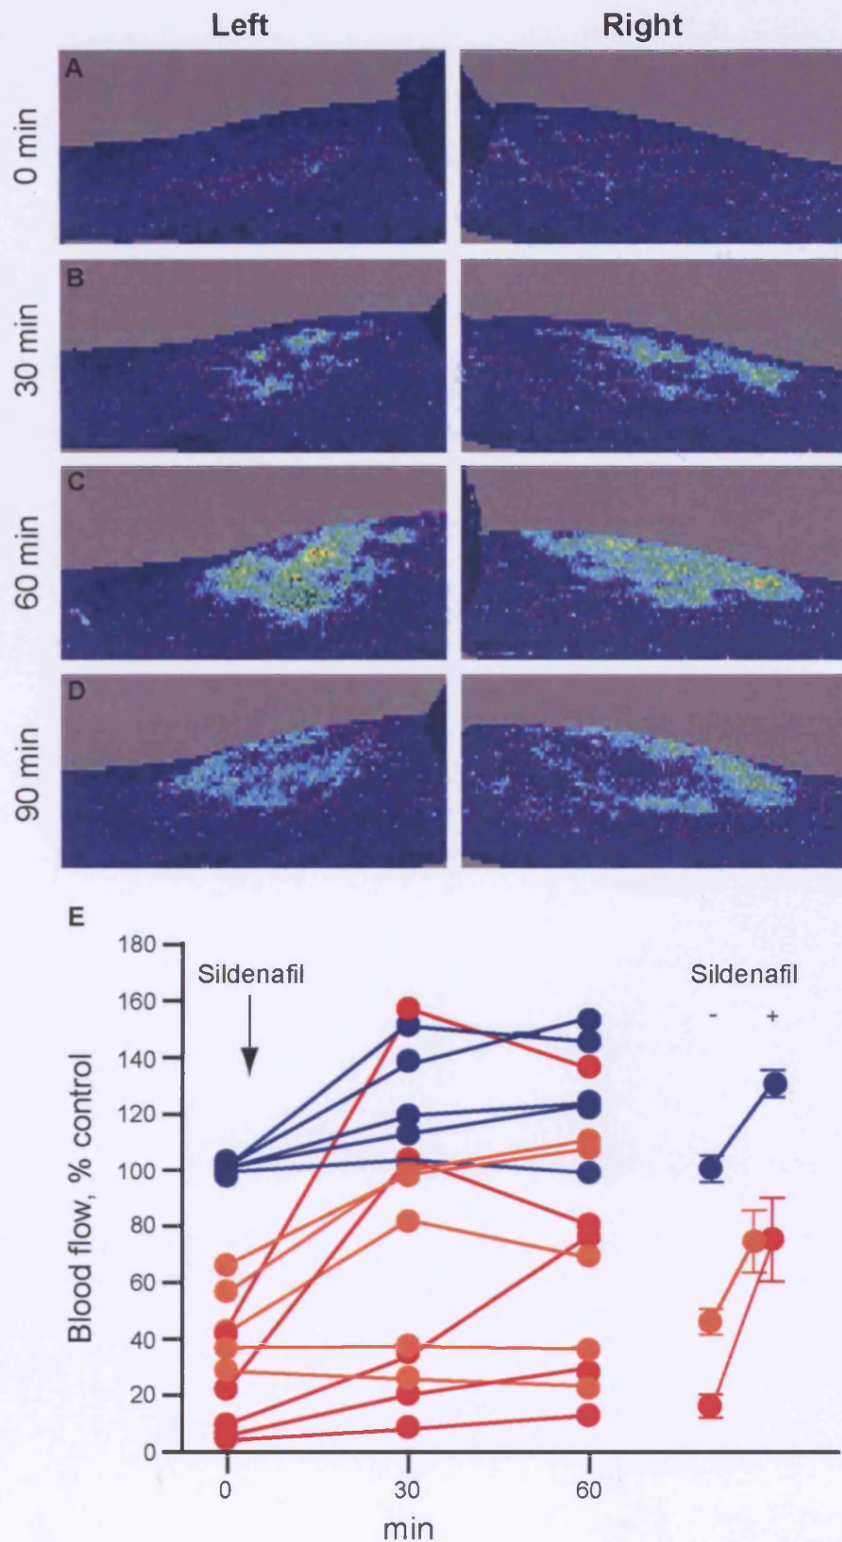 Left Right
A
0 min
B
30 min
C
60 min
D
90 min
E
180
Sildenafil Sildenafil
160 - +
140
120
100
80
60
40
20
0
Blood flow, % control
0 30 60
min